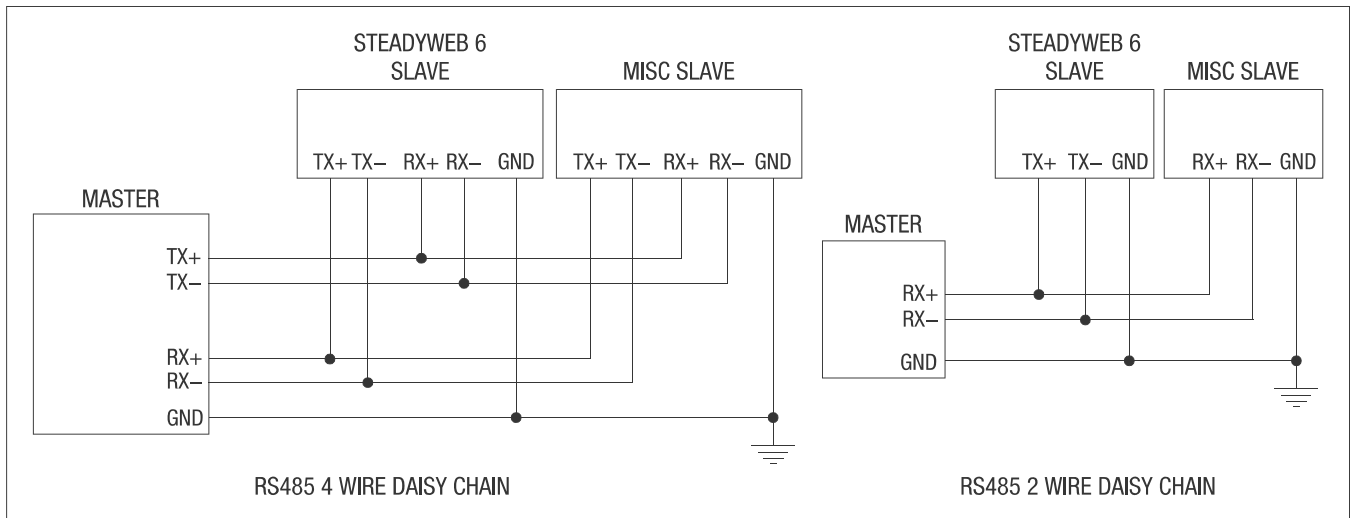 STEADYWEB 6
SLAVE
MISC SLAVE
TX+ TX– RX+ RX– GND
TX+ TX– RX+ RX– GND
MASTER
TX+
TX–
RX+
RX–
GND
RS485 4 WIRE DAISY CHAIN
STEADYWEB 6
SLAVE
MISC SLAVE
TX+ TX– GND
RX+ RX– GND
MASTER
RX+
RX–
GND
RS485 2 WIRE DAISY CHAIN